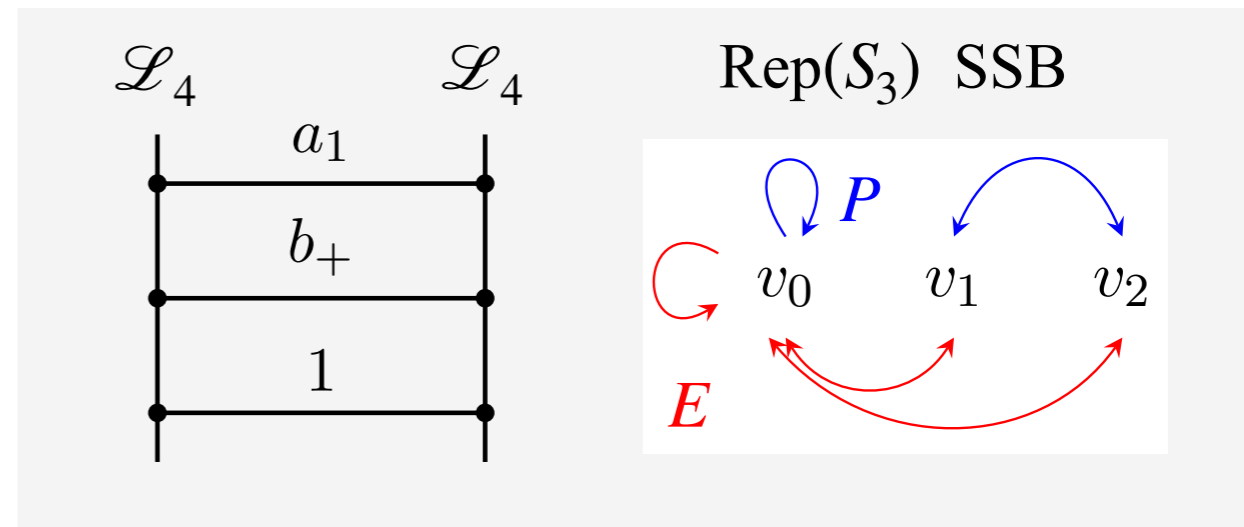 ℒ₄ ℒ₄
a₁
b₊
1
Rep(S₃) SSB
P
v₀ v₁ v₂
E